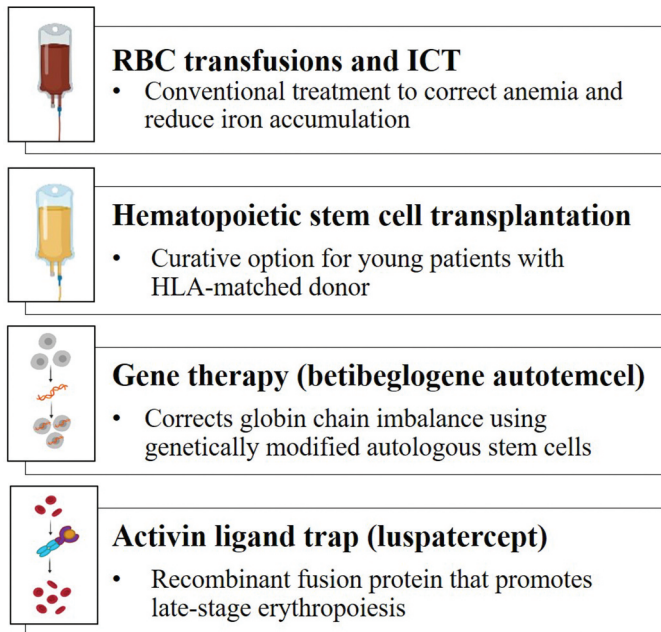 RBC transfusions and ICT
• Conventional treatment to correct anemia and
reduce iron accumulation
Hematopoietic stem cell transplantation
• Curative option for young patients with
HLA-matched donor
Gene therapy (betibeglogene autotemcel)
• Corrects globin chain imbalance using
genetically modified autologous stem cells
Activin ligand trap (luspatercept)
• Recombinant fusion protein that promotes
late-stage erythropoiesis